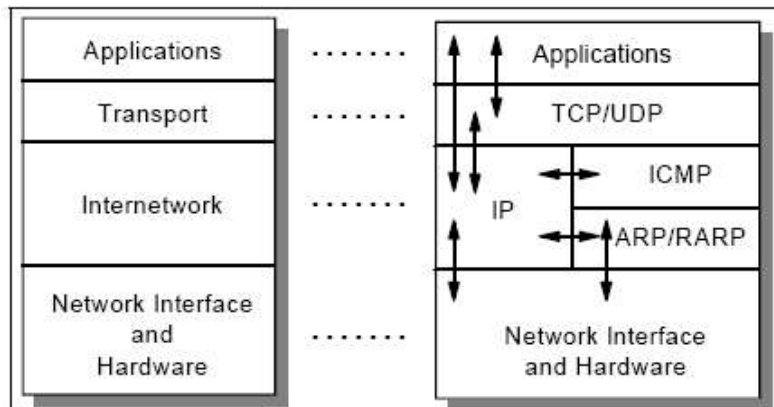 Applications
Transport
Internetwork
Network Interface
and
Hardware
Applications
TCP/UDP
ICMP
IP
ARP/RARP
Network Interface
and Hardware